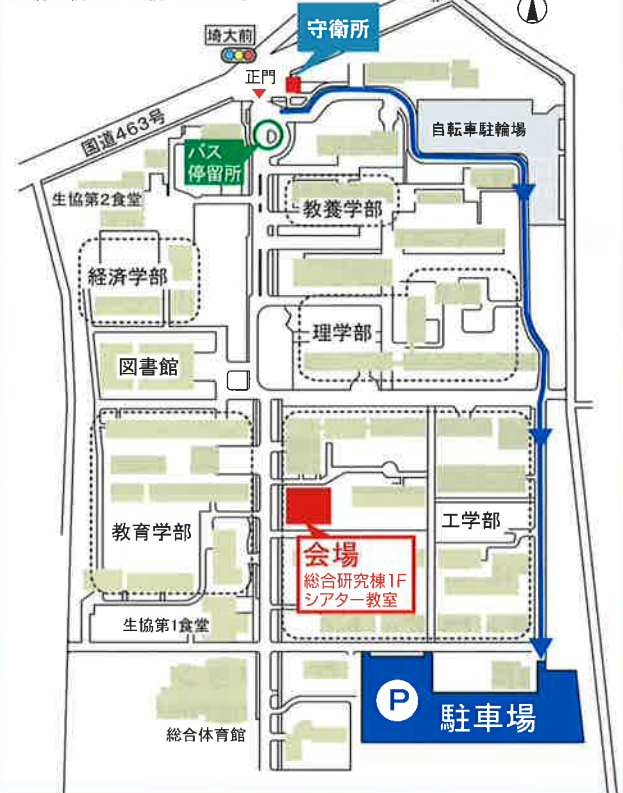 守衛所
埼大前
正門
国道463号
自転車駐輪場
バス
停留所
生協第2食堂
教養学部
経済学部
理学部
図書館
教育学部
工学部
会場
総合研究棟1F
シアター教室
生協第1食堂
P
駐車場
総合体育館